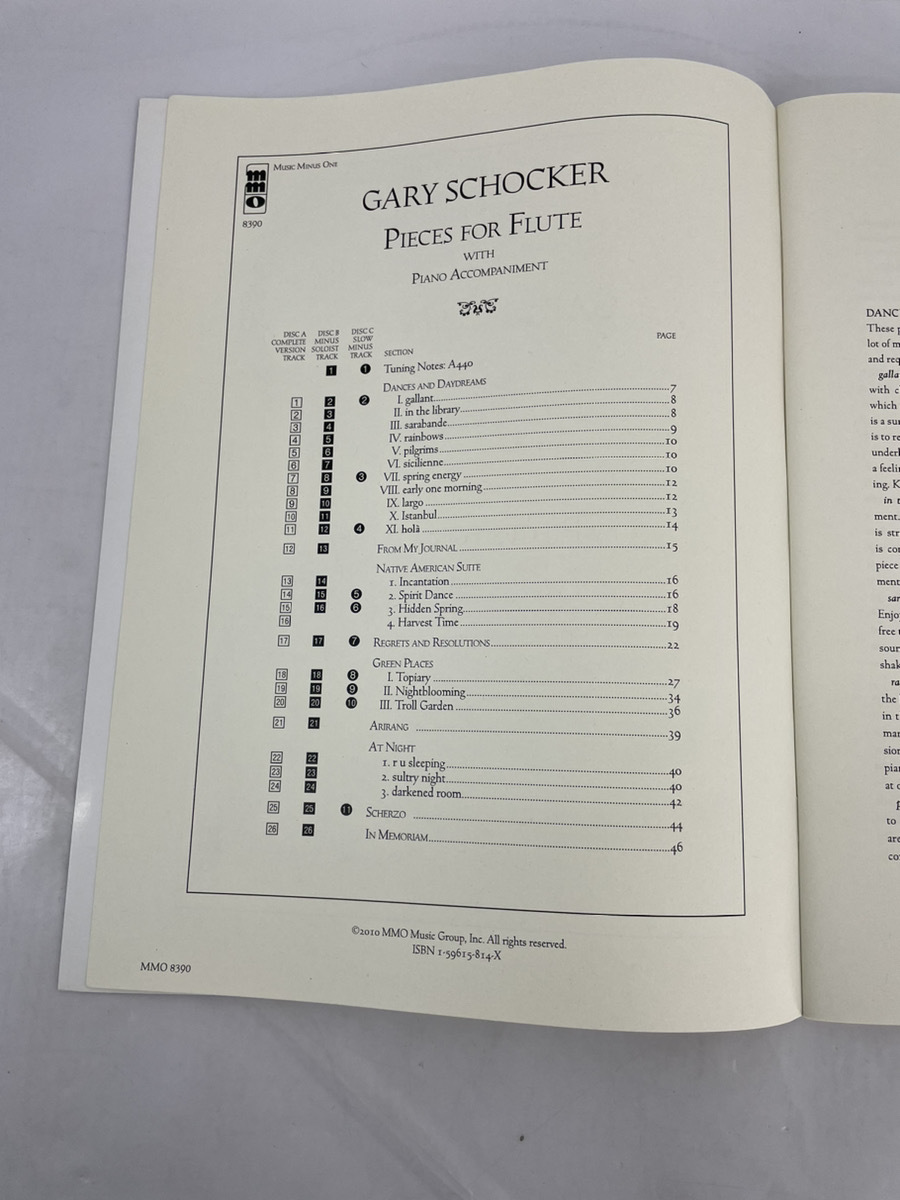 mmo
Music Minus One
8390
GARY SCHOCKER
PIECES FOR FLUTE
WITH
PIANO ACCOMPANIMENT
DISC A COMPLETE VERSION TRACK DISC B MINUS SOLOIST TRACK DISC C SLOW MINUS TRACK SECTION PAGE
1 1 Tuning Notes: A440
DANCES AND DAYDREAMS
1 2 2 I. gallant 7
2 3 II. in the library 8
3 4 III. sarabande 8
4 5 IV. rainbows 9
5 6 V. pilgrims 10
6 7 VI. sicilienne 10
7 8 3 VII. spring energy 10
8 9 VIII. early one morning 12
9 10 IX. largo 12
10 11 X. Istanbul 13
11 12 4 XI. holà 14
12 13 FROM MY JOURNAL 15
NATIVE AMERICAN SUITE
13 14 1. Incantation 16
14 15 5 2. Spirit Dance 16
15 16 6 3. Hidden Spring 18
16 4. Harvest Time 19
17 17 7 REGRETS AND RESOLUTIONS 22
GREEN PLACES
18 18 8 I. Topiary 27
19 19 9 II. Nightblooming 34
20 20 10 III. Troll Garden 36
21 21 ARIRANG 39
AT NIGHT
22 22 1. r u sleeping 40
23 23 2. sultry night 40
24 24 3. darkened room 42
25 25 11 SCHERZO 44
26 26 IN MEMORIAM 46
©2010 MMO Music Group, Inc. All rights reserved.
ISBN 1-59615-814-X
MMO 8390
DANC
These p
lot of m
and req
galla
with c
which
is a su
is to re
underl
a feelin
ing. K
in t
ment.
is str
is co
piece
ment
sar
Enjo
free
sour
shak
ra
the
in t
mar
sion
pia
at
to
are
co